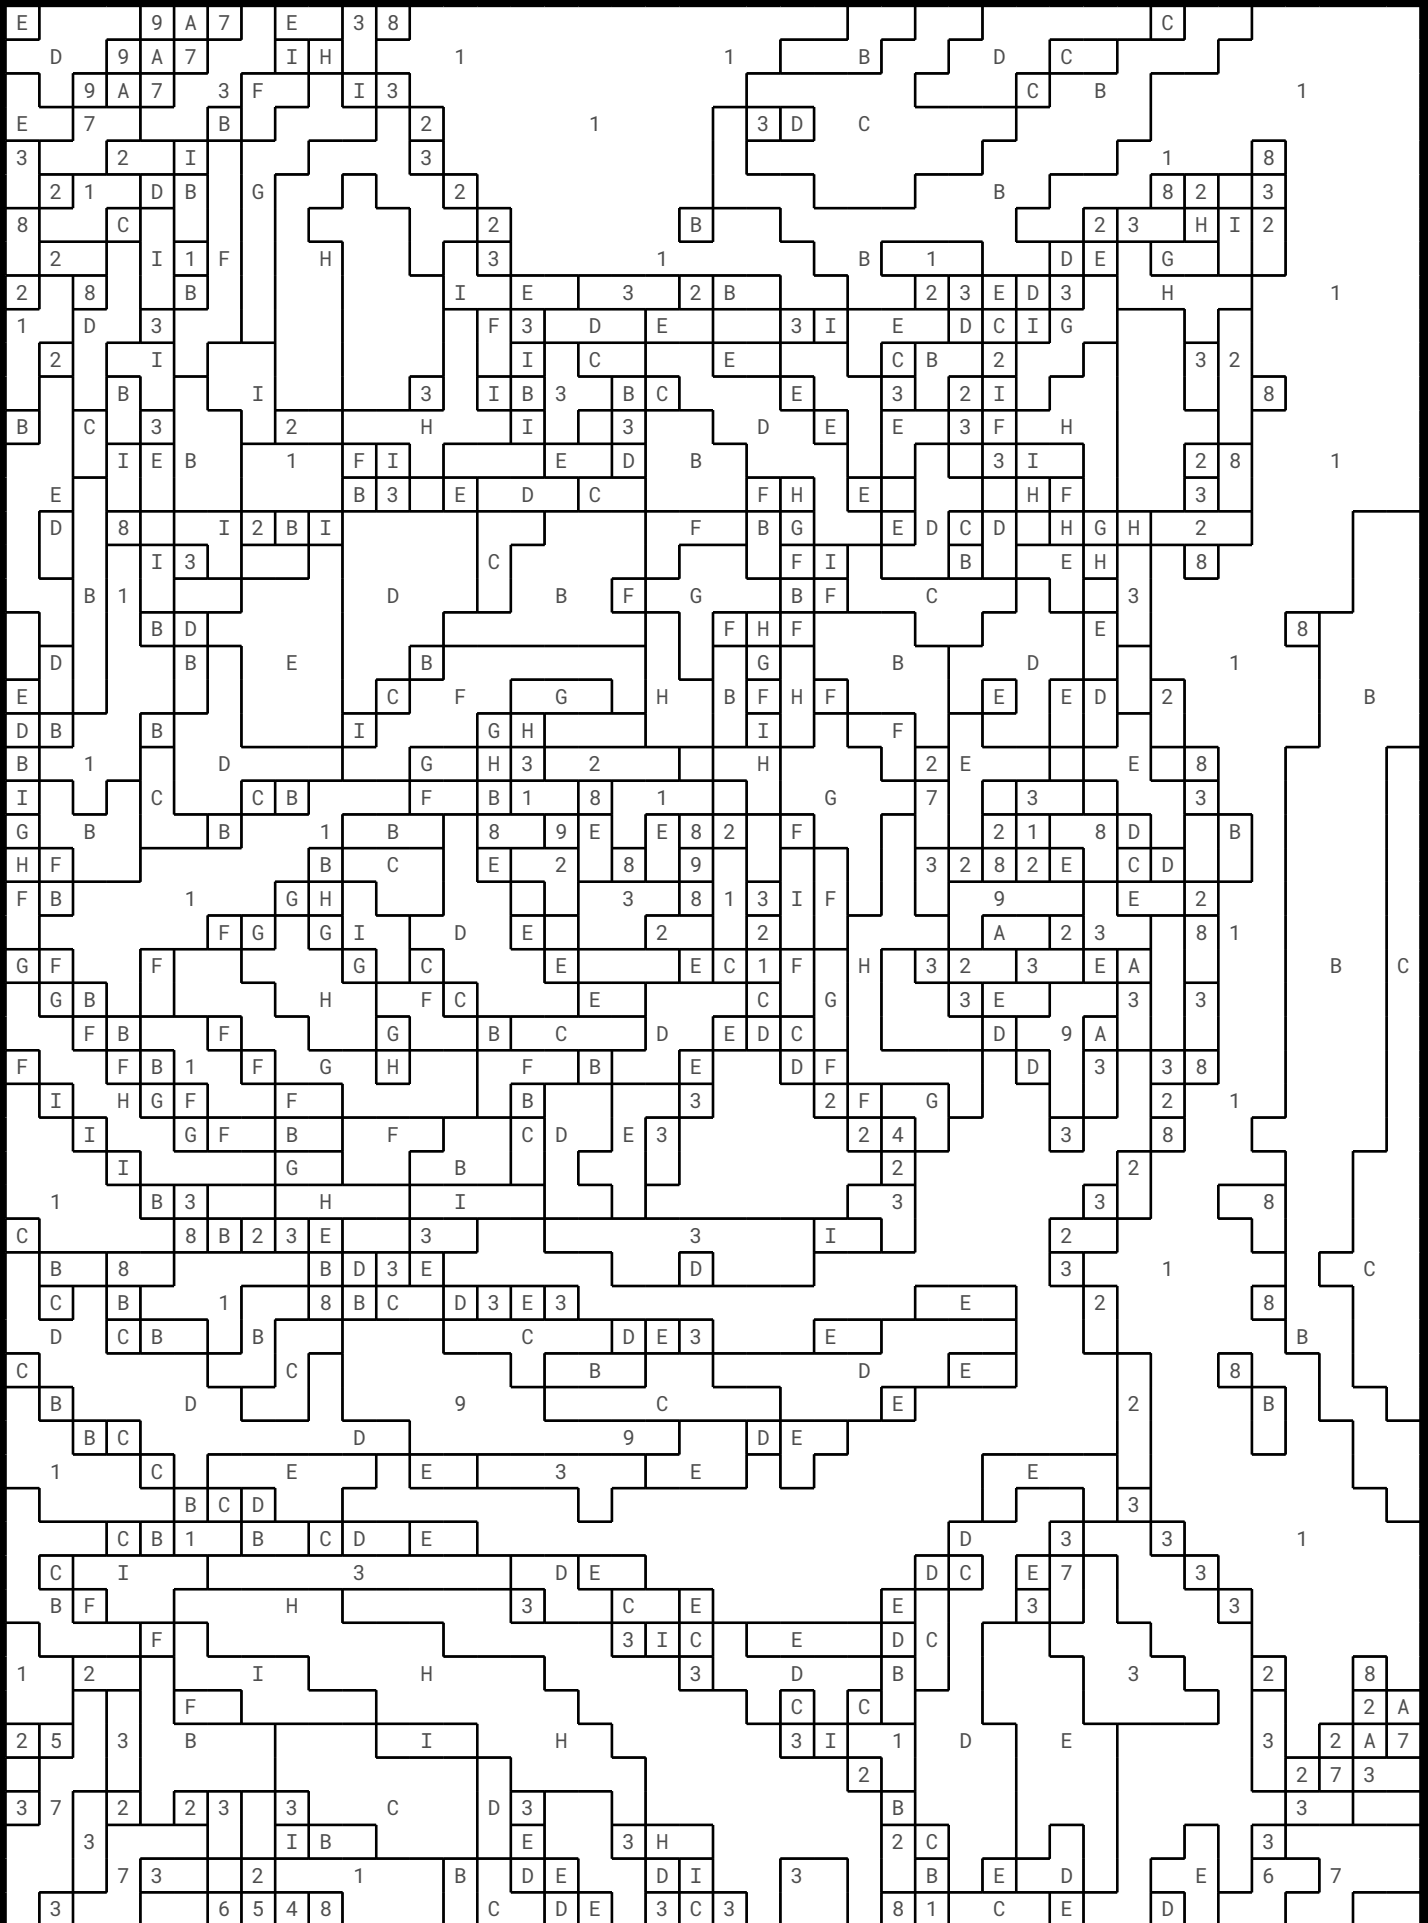 E 9 A 7 E 3 8 C
D 9 A 7 I H 1 1 B D C
9 A 7 3 F I 3 C B 1
E 7 B 2 1 3 D C
3 2 I 3 1 8
2 1 D B G 2 B 8 2 3
8 C 2 B 2 3 H I 2
2 I 1 F H 3 1 B 1 D E G
2 8 B I E 3 2 B 2 3 E D 3 H 1
1 D 3 F 3 D E 3 I E D C I G
2 I I C E C B 2 3 2
B I 3 I B 3 B C E 3 2 I 8
B C 3 2 H I 3 D E E 3 F H
I E B 1 F I E D B 3 I 2 8 1
E B 3 E D C F H E H F 3
D 8 I 2 B I F B G E D C D H G H 2
I 3 C F I B E H 8
B 1 D B F G B F C 3
B D F H F E 8
D B E B G B D 1
E C F G H B F H F E E D 2 B
D B B I G H I F
B 1 D G H 3 2 H 2 E E 8
I C C B F B 1 8 1 G 7 3 3
G B B 1 B 8 9 E E 8 2 F 2 1 8 D B
H F B C E 2 8 9 3 2 8 2 E C D
F B 1 G H 3 8 1 3 I F 9 E 2
F G G I D E 2 2 A 2 3 8 1
G F F G C E E C 1 F H 3 2 3 E A B C
G B H F C E C G 3 E 3 3
F B F G B C D E D C D 9 A
F F B 1 F G H F B E D F D 3 3 8
I H G F F B 3 2 F G 2 1
I G F B F C D E 3 2 4 3 8
I G B 2 2
1 B 3 H I 3 3 8
C 8 B 2 3 E 3 3 I 2
B 8 B D 3 E D 3 1 C
C B 1 8 B C D 3 E 3 E 2 8
D C B B C D E 3 E B
C C B D E 8
B D 9 C E 2 B
B C D 9 D E
1 C E E 3 E E
B C D 3
C B 1 B C D E D 3 3 1
C I 3 D E D C E 7 3
B F H 3 C E E 3 3
F 3 I C E D C
1 2 I H 3 D B 3 2 8
F C C 2 A
2 5 3 B I H 3 I 1 D E 3 2 A 7
2 2 7 3
3 7 2 2 3 3 C D 3 B 3
3 I B E 3 H 2 C 3
7 3 2 1 B D E D I 3 B E D E 6 7
3 6 5 4 8 C D E 3 C 3 8 1 C E D